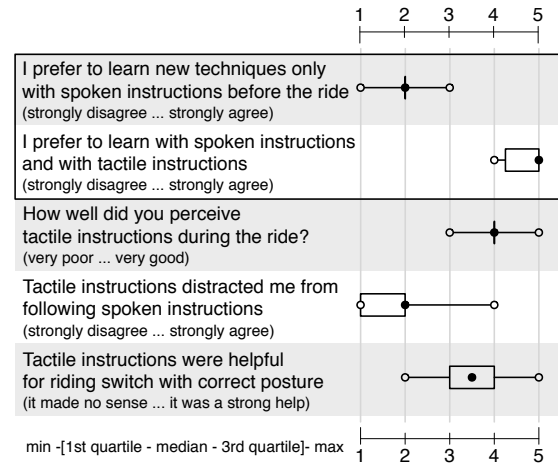 1 2 3 4 5
I prefer to learn new techniques only
with spoken instructions before the ride
(strongly disagree ... strongly agree)
I prefer to learn with spoken instructions
and with tactile instructions
(strongly disagree ... strongly agree)
How well did you perceive
tactile instructions during the ride?
(very poor ... very good)
Tactile instructions distracted me from
following spoken instructions
(strongly disagree ... strongly agree)
Tactile instructions were helpful
for riding switch with correct posture
(it made no sense ... it was a strong help)
min -[1st quartile - median - 3rd quartile]- max
1 2 3 4 5